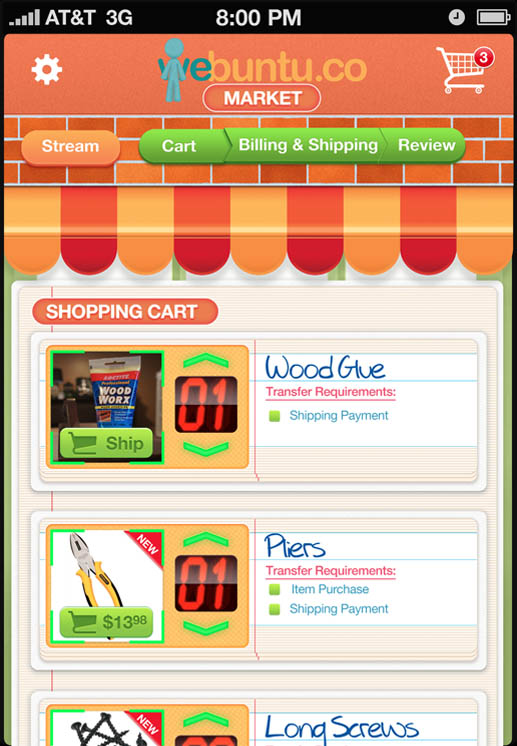 AT&T 3G 8:00 PM
webuntu.co
3
MARKET
Stream Cart Billing & Shipping Review
SHOPPING CART
Wood Glue
Transfer Requirements:
Shipping Payment
LOCTITE
Professional
WOOD
WORX
01
Ship
Pliers
Transfer Requirements:
Item Purchase
Shipping Payment
NEW
01
$13.98
Long Screws
NEW